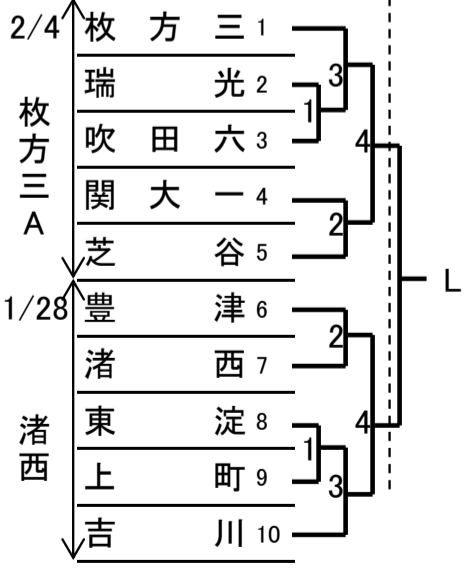 2/4
枚方三A
枚方三 1
瑞光 2
吹田六 3
関大一 4
芝谷 5
1/28
渚西
豊津 6
渚西 7
東淀 8
上町 9
吉川 10
3
1
4
2
2
4
1
3
L